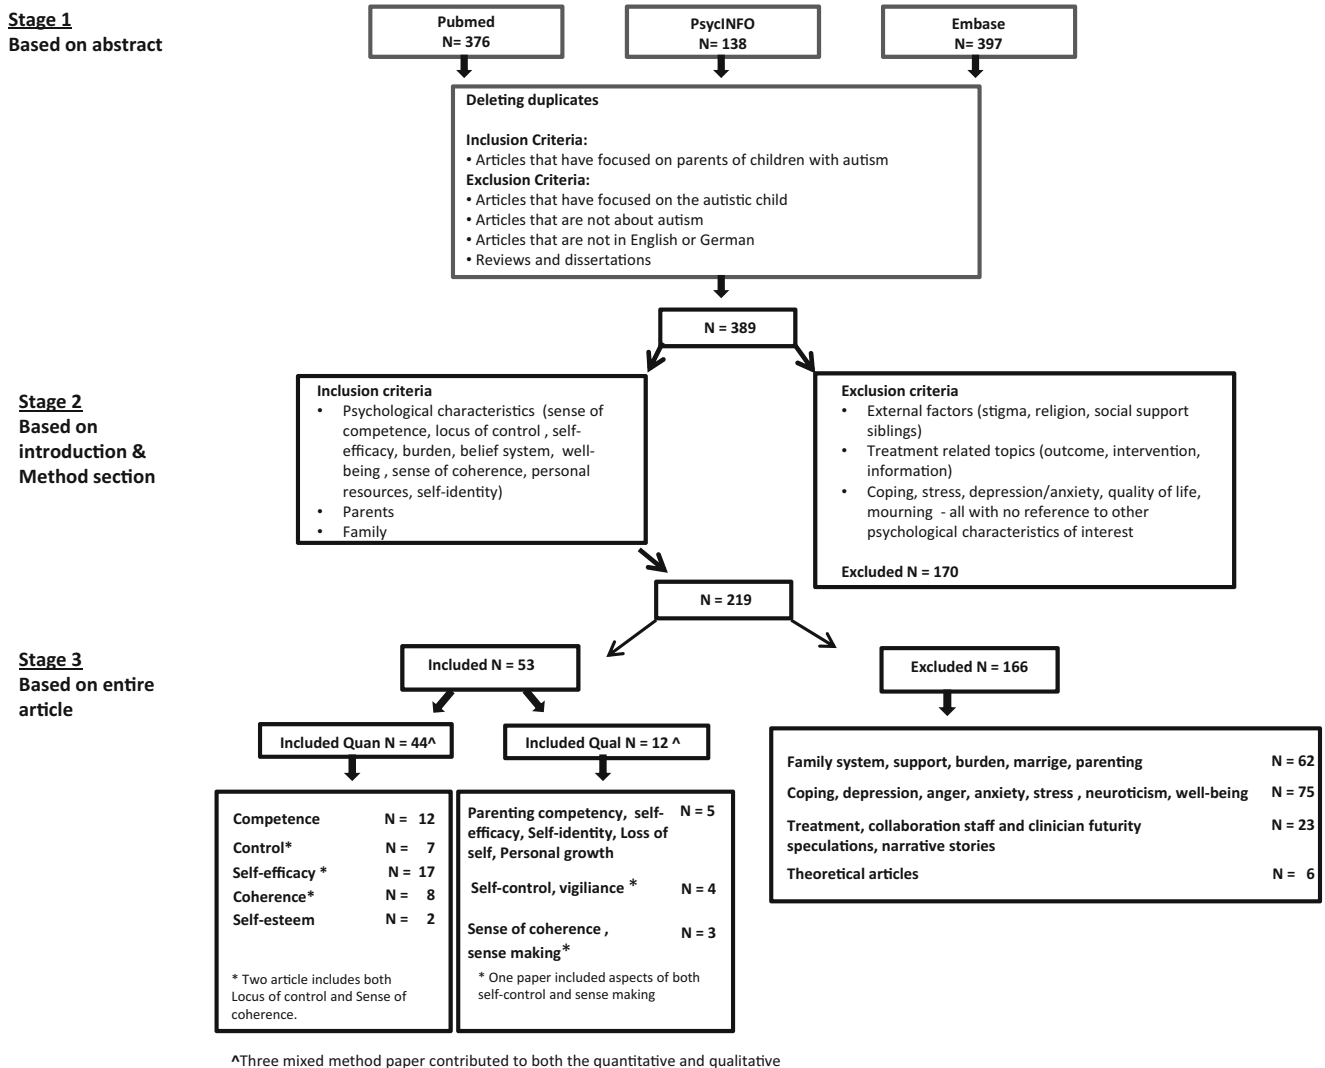 Stage 1
Based on abstract
Pubmed
N= 376
PsycINFO
N= 138
Embase
N= 397
Deleting duplicates
Inclusion Criteria:
• Articles that have focused on parents of children with autism
Exclusion Criteria:
• Articles that have focused on the autistic child
• Articles that are not about autism
• Articles that are not in English or German
• Reviews and dissertations
N = 389
Stage 2
Based on
introduction &
Method section
Inclusion criteria
• Psychological characteristics (sense of
competence, locus of control , self-
efficacy, burden, belief system, well-
being , sense of coherence, personal
resources, self-identity)
• Parents
• Family
Exclusion criteria
• External factors (stigma, religion, social support
siblings)
• Treatment related topics (outcome, intervention,
information)
• Coping, stress, depression/anxiety, quality of life,
mourning - all with no reference to other
psychological characteristics of interest
Excluded N = 170
N = 219
Stage 3
Based on entire
article
Included N = 53
Excluded N = 166
Included Quan N = 44^
Included Qual N = 12 ^
Competence N = 12
Control* N = 7
Self-efficacy * N = 17
Coherence* N = 8
Self-esteem N = 2
* Two article includes both
Locus of control and Sense of
coherence.
Parenting competency, self- N = 5
efficacy, Self-identity, Loss of
self, Personal growth
Self-control, vigiliance * N = 4
Sense of coherence , N = 3
sense making*
* One paper included aspects of both
self-control and sense making
Family system, support, burden, marrige, parenting N = 62
Coping, depression, anger, anxiety, stress , neuroticism, well-being N = 75
Treatment, collaboration staff and clinician futurity N = 23
speculations, narrative stories
Theoretical articles N = 6
^Three mixed method paper contributed to both the quantitative and qualitative